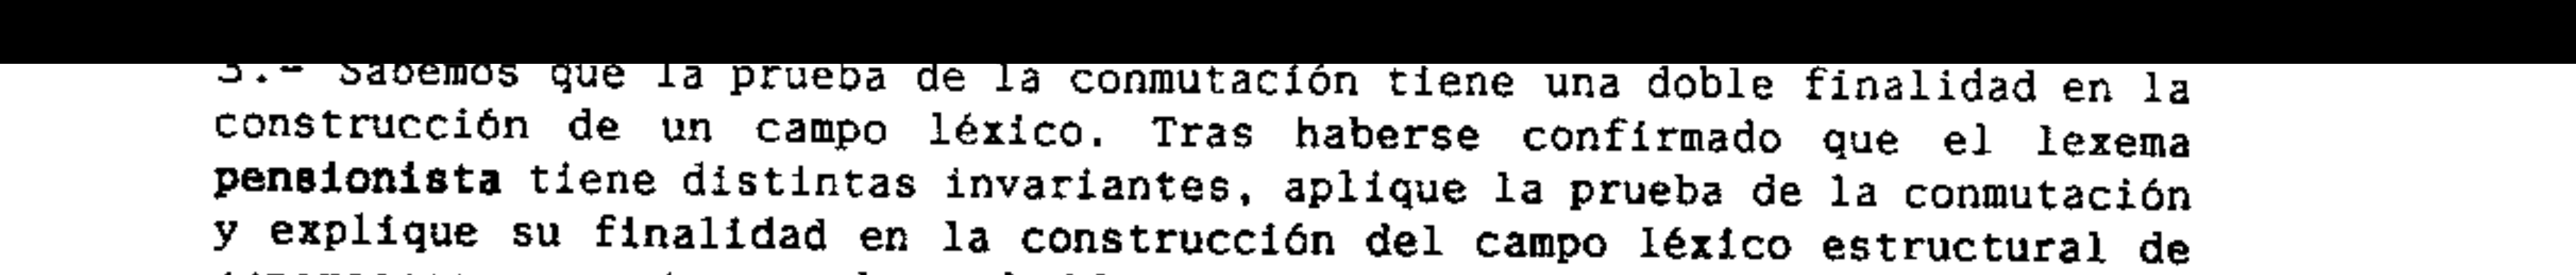 3.- Sabemos que la prueba de la conmutación tiene una doble finalidad en la
construcción de un campo léxico. Tras haberse confirmado que el lexema
pensionista tiene distintas invariantes, aplique la prueba de la conmutación
y explique su finalidad en la construcción del campo léxico estructural de